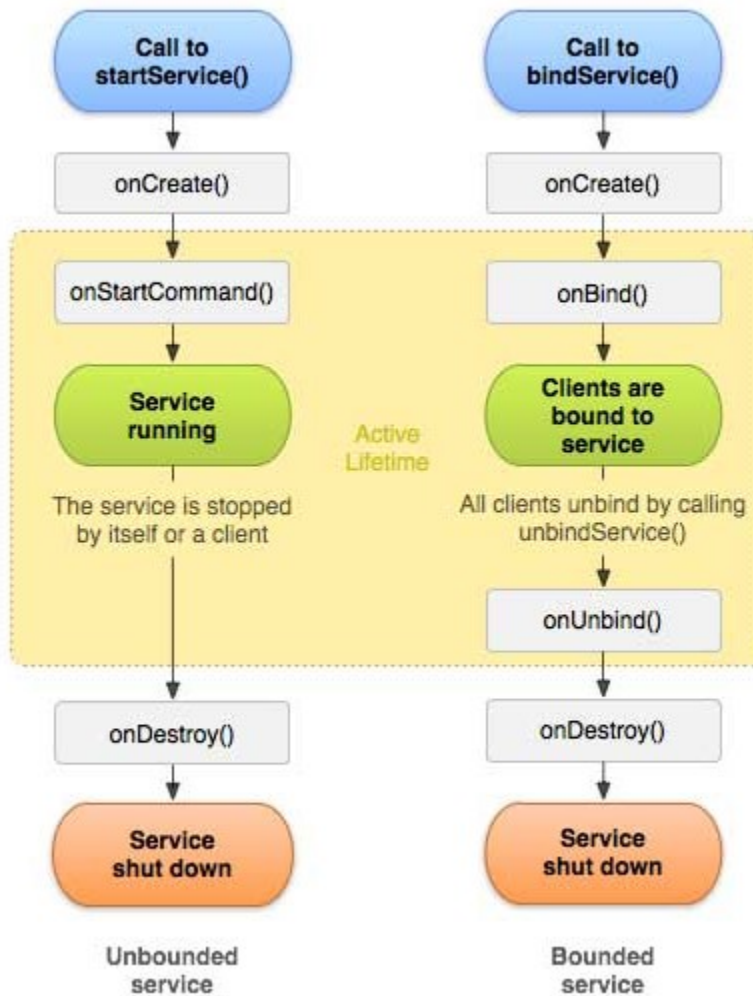 Call to
startService()
onCreate()
onStartCommand()
Service
running
The service is stopped
by itself or a client
onDestroy()
Service
shut down
Unbounded
service
Active
Lifetime
Call to
bindService()
onCreate()
onBind()
Clients are
bound to
service
All clients unbind by calling
unbindService()
onUnbind()
onDestroy()
Service
shut down
Bounded
service